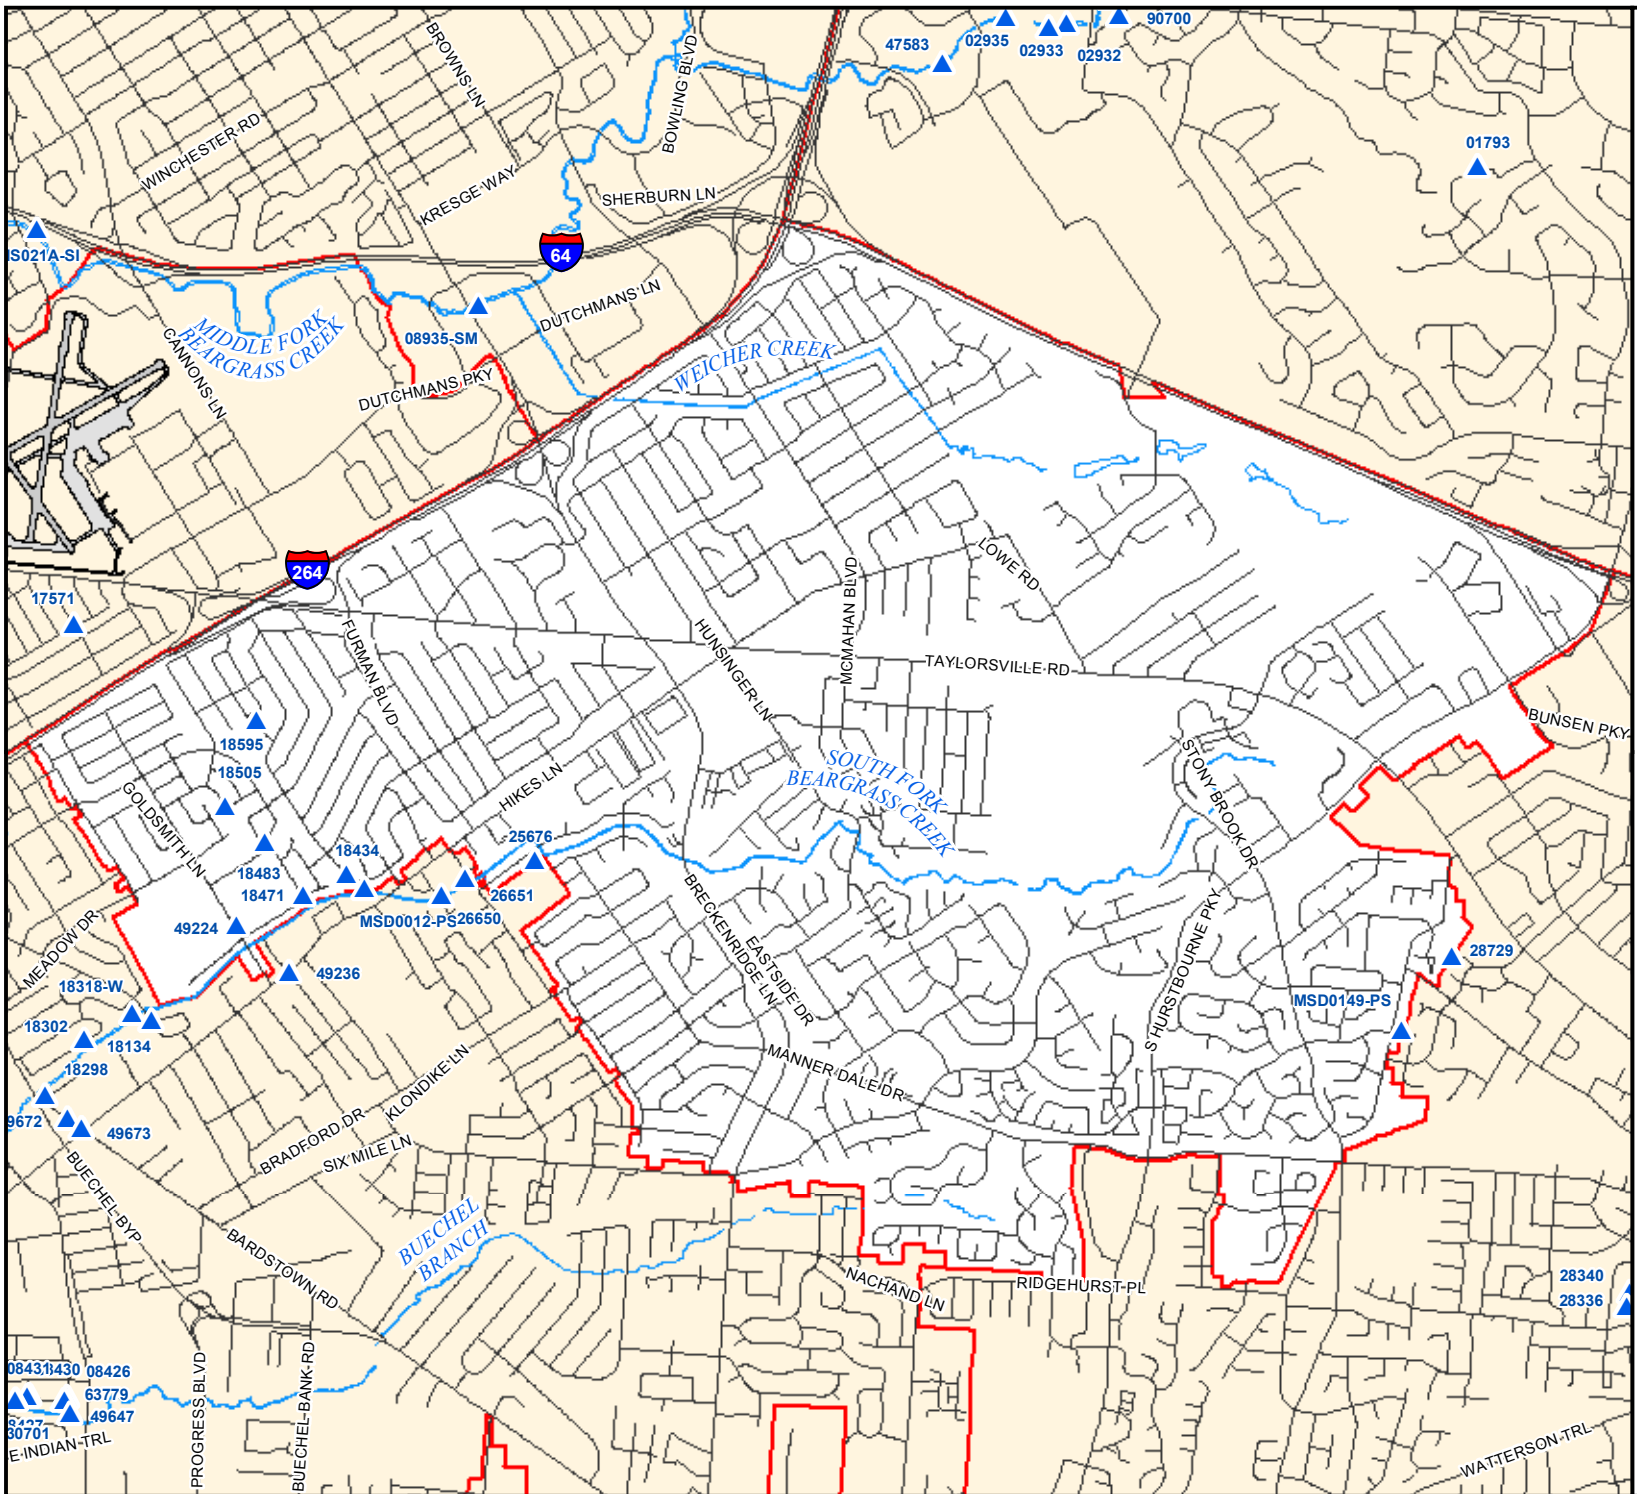 90700
02935
02933
02932
47583
BROWNS LN
BOWLING BLVD
WINCHESTER RD
01793
KRESGE WAY
SHERBURN LN
64
IS021A-SI
DUTCHMANS LN
08935-SM
MIDDLE FORK
BEARGRASS CREEK
CANNONS LN
WEICHER CREEK
DUTCHMANS PKY
264
LOWE RD
17571
MCMAHAN BLVD
FURMAN BLVD
HUNSINGER LN
TAYLORSVILLE RD
BUNSEN PKY
18595
18505
SOUTH FORK
BEARGRASS CREEK
STONY BROOK DR
GOLDSMITH LN
HIKES LN
25676
18434
18483
18471
26651
MSD0012-PS
26650
49224
MEADOW DR
BRECKENRIDGE LN
EASTSIDE DR
S HURSTBOURNE PKY
28729
49236
18318-W
MSD0149-PS
18302
18134
18298
9672
49673
MANNER DALE DR
KLONDIKE LN
BRADFORD DR
SIX MILE LN
BUECHEL BYP
BUECHEL
BRANCH
BARDSTOWN RD
NACHAND LN
RIDGEHURST PL
28340
28336
08431
8430
08426
63779
49647
8427
30701
E INDIAN TRL
PROGRESS BLVD
BUECHEL BANK RD
WATTERSON TRL